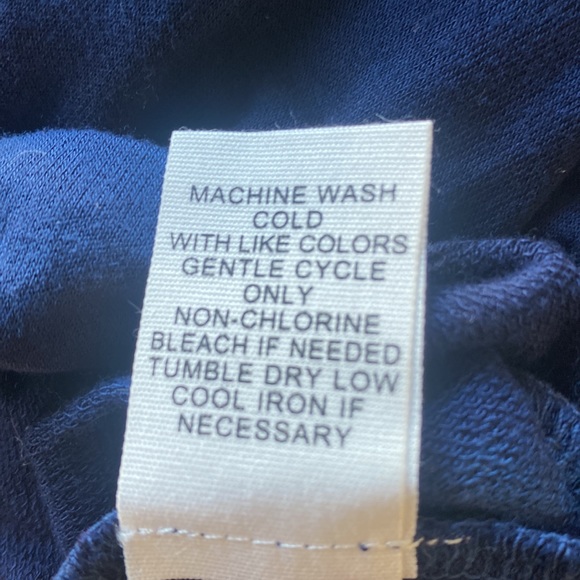 MACHINE WASH
COLD
WITH LIKE COLORS
GENTLE CYCLE
ONLY
NON-CHLORINE
BLEACH IF NEEDED
TUMBLE DRY LOW
COOL IRON IF
NECESSARY